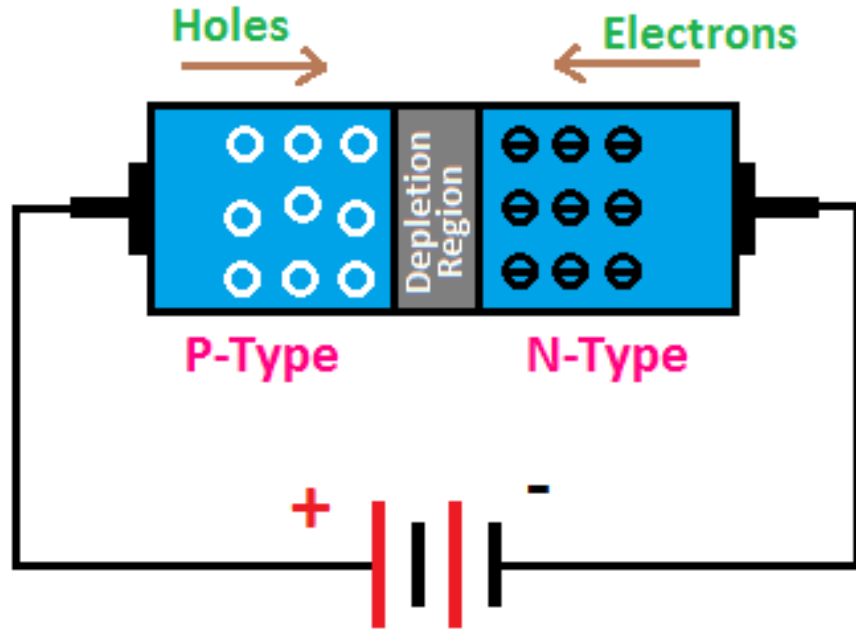 Holes
Electrons
Depletion
Region
P-Type
N-Type
+
-